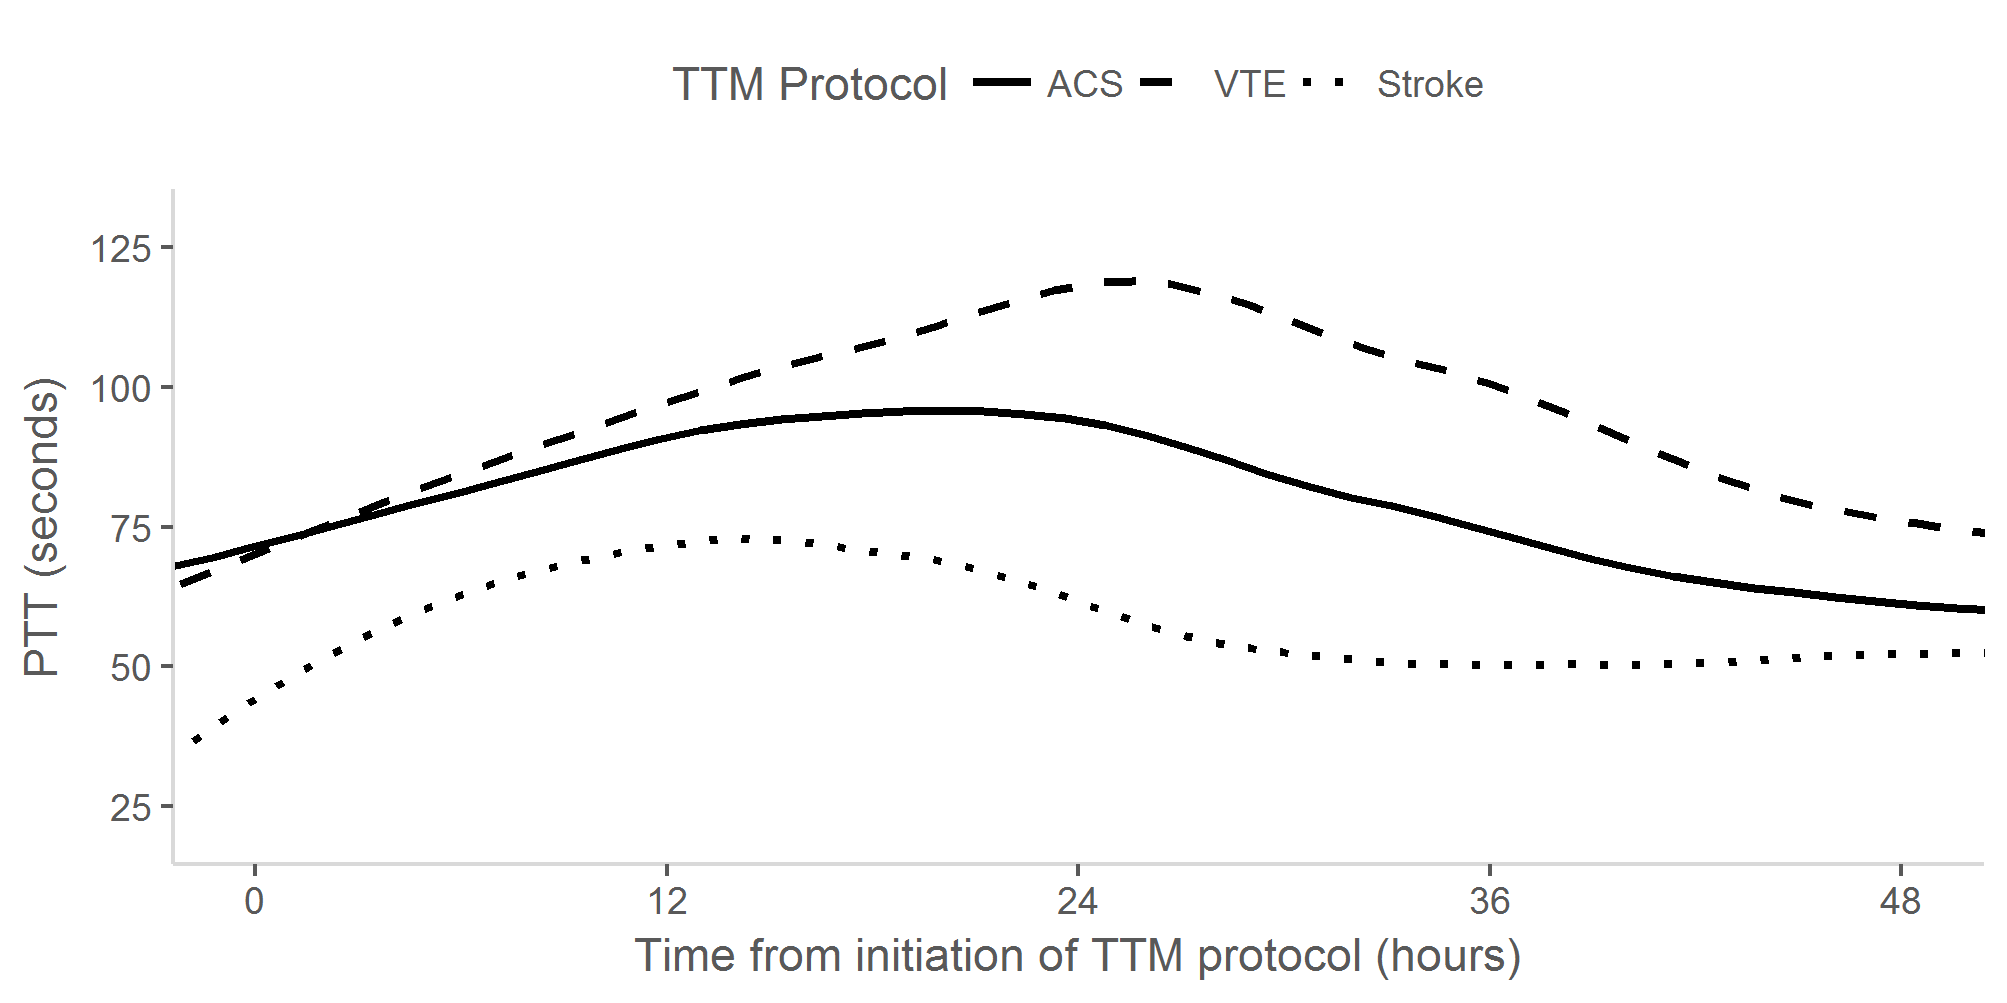 TTM Protocol ACS VTE Stroke
125
100
75
50
25
PTT (seconds)
0 12 24 36 48
Time from initiation of TTM protocol (hours)